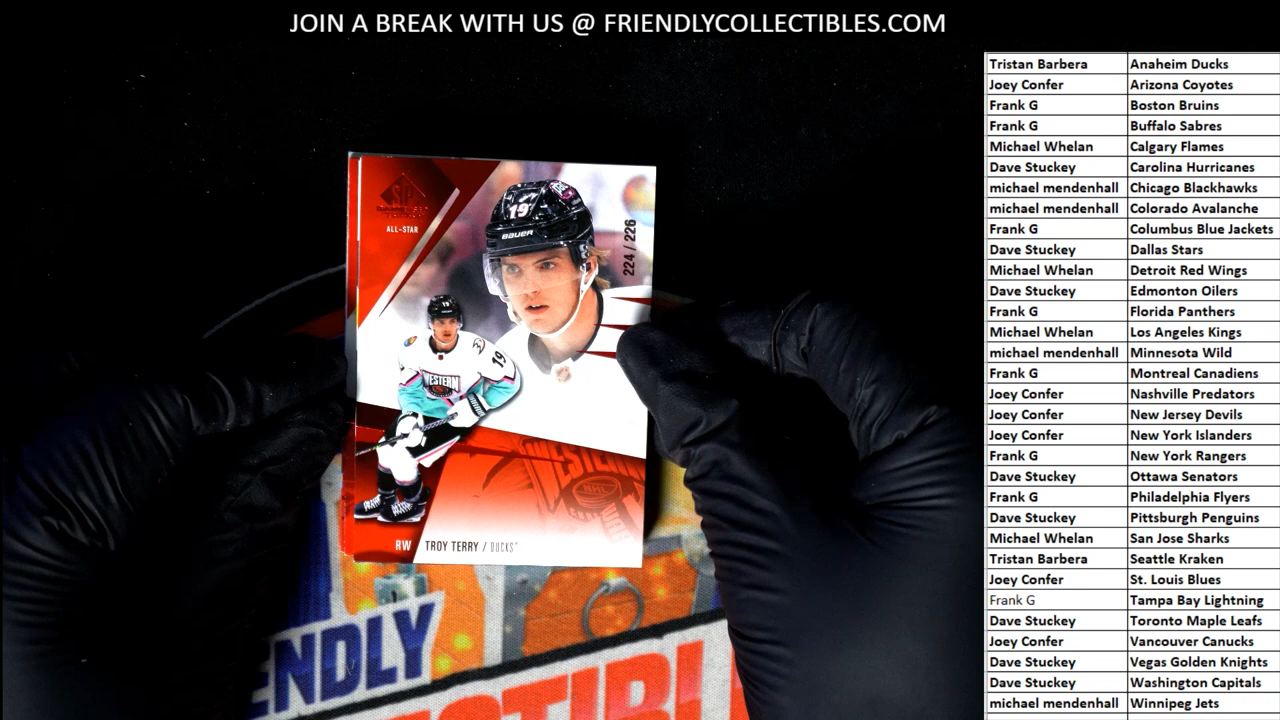 JOIN A BREAK WITH US @ FRIENDLYCOLLECTIBLES.COM
Tristan Barbera Anaheim Ducks
Joey Confer Arizona Coyotes
Frank G Boston Bruins
Frank G Buffalo Sabres
Michael Whelan Calgary Flames
Dave Stuckey Carolina Hurricanes
michael mendenhall Chicago Blackhawks
michael mendenhall Colorado Avalanche
Frank G Columbus Blue Jackets
Dave Stuckey Dallas Stars
Michael Whelan Detroit Red Wings
Dave Stuckey Edmonton Oilers
Frank G Florida Panthers
Michael Whelan Los Angeles Kings
michael mendenhall Minnesota Wild
Frank G Montreal Canadiens
Joey Confer Nashville Predators
Joey Confer New Jersey Devils
Joey Confer New York Islanders
Frank G New York Rangers
Dave Stuckey Ottawa Senators
Frank G Philadelphia Flyers
Dave Stuckey Pittsburgh Penguins
Michael Whelan San Jose Sharks
Tristan Barbera Seattle Kraken
Joey Confer St. Louis Blues
Frank G Tampa Bay Lightning
Dave Stuckey Toronto Maple Leafs
Joey Confer Vancouver Canucks
Dave Stuckey Vegas Golden Knights
Dave Stuckey Washington Capitals
michael mendenhall Winnipeg Jets
SP
ALL-STAR
19
BAUER
224 / 226
19
19
WESTERN
WESTERN
NHL
RW TROY TERRY / DUCKS
ENDLY